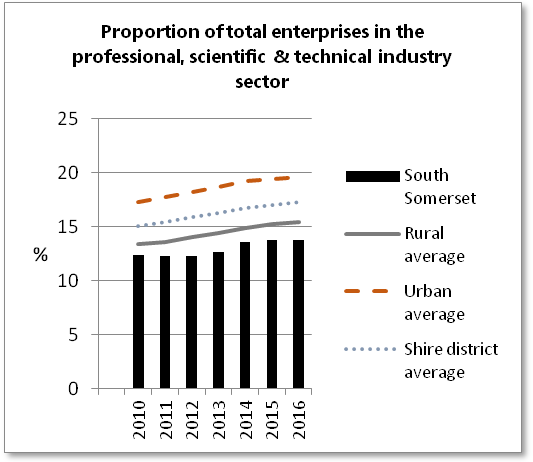 Proportion of total enterprises in the
professional, scientific & technical industry
sector
25
20
15
10
5
0
%
2010
2011
2012
2013
2014
2015
2016
South
Somerset
Rural
average
Urban
average
Shire district
average